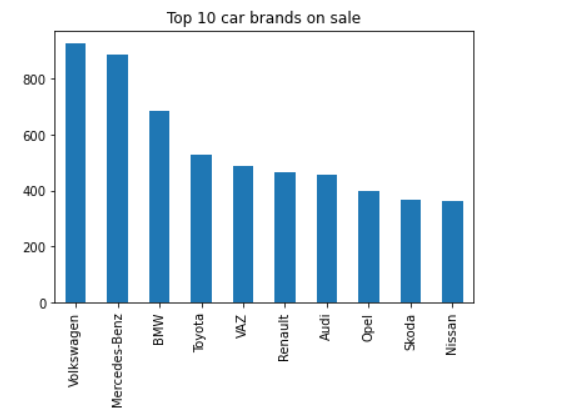 Top 10 car brands on sale
800
600
400
200
0
Volkswagen
Mercedes-Benz
BMW
Toyota
VAZ
Renault
Audi
Opel
Skoda
Nissan